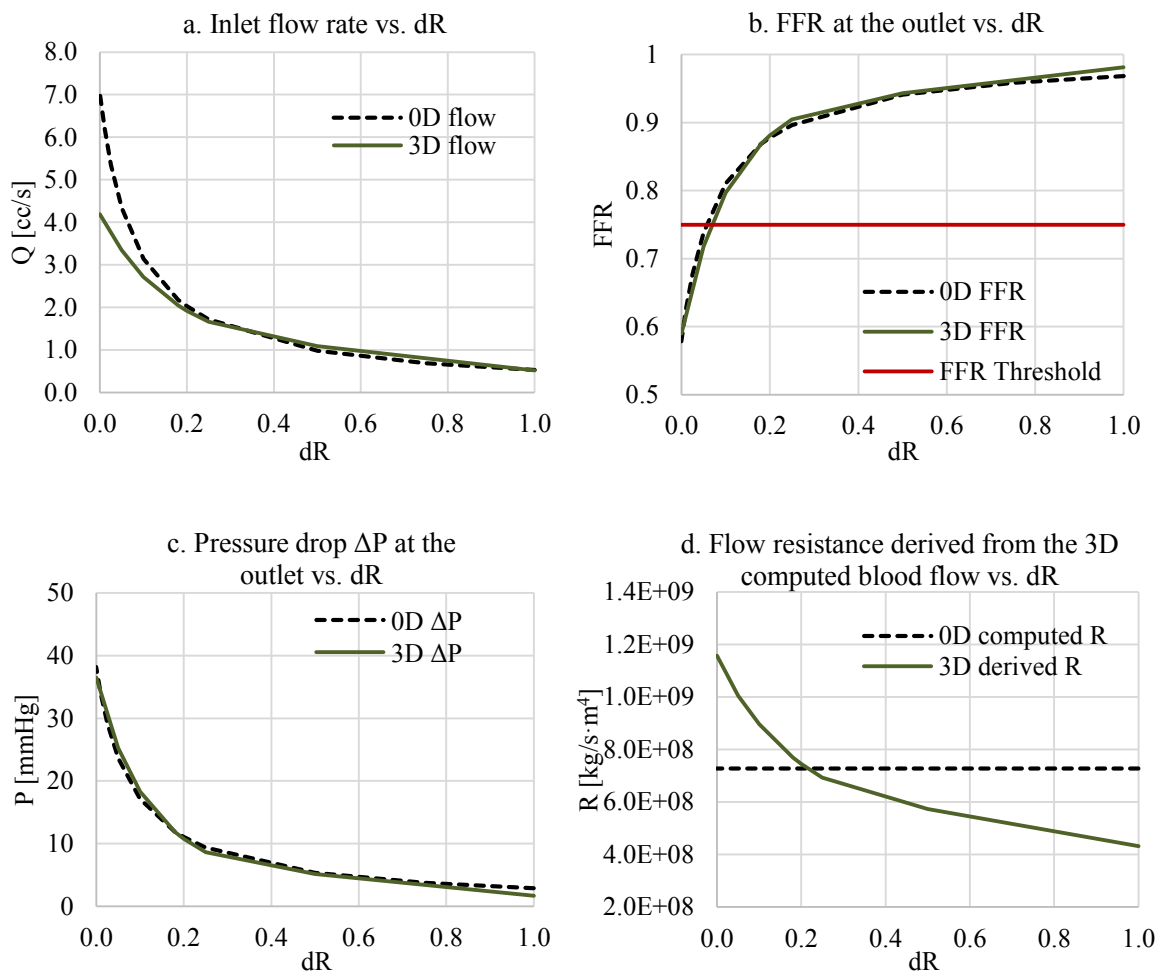 a. Inlet flow rate vs. dR
8.0
7.0
6.0
5.0
4.0
3.0
2.0
1.0
0.0
Q [cc/s]
0D flow
3D flow
0.0 0.2 0.4 0.6 0.8 1.0
dR
b. FFR at the outlet vs. dR
1
0.9
0.8
0.7
0.6
0.5
FFR
0D FFR
3D FFR
FFR Threshold
0.0 0.2 0.4 0.6 0.8 1.0
dR
c. Pressure drop ΔP at the
outlet vs. dR
50
40
30
20
10
0
P [mmHg]
0D ΔP
3D ΔP
0.0 0.2 0.4 0.6 0.8 1.0
dR
d. Flow resistance derived from the 3D
computed blood flow vs. dR
1.4E+09
1.2E+09
1.0E+09
8.0E+08
6.0E+08
4.0E+08
2.0E+08
R [kg/s·m⁴]
0D computed R
3D derived R
0.0 0.2 0.4 0.6 0.8 1.0
dR